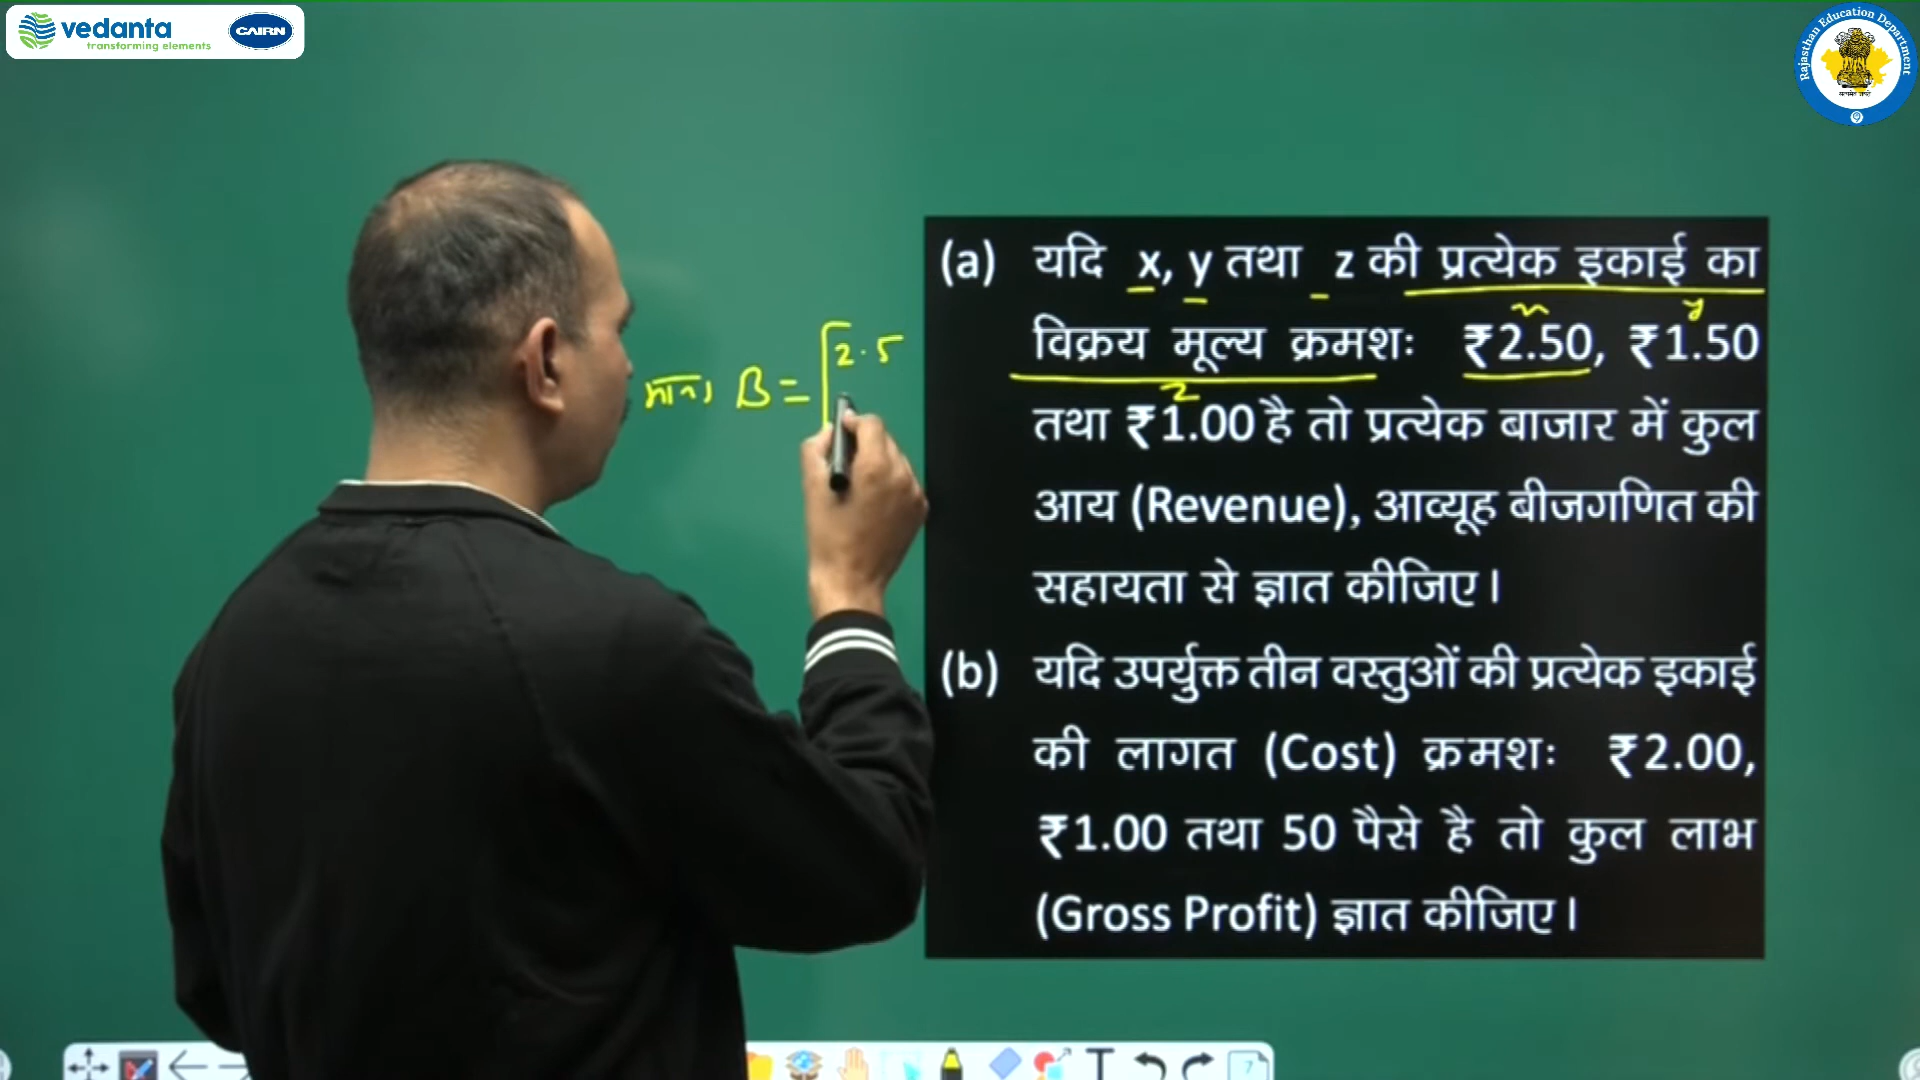 vedanta
transforming elements
CAIRN
Rajasthan Education Department
माना B = [ 2.5
(a) यदि x, y तथा z की प्रत्येक इकाई का
विक्रय मूल्य क्रमशः ₹2.50, ₹1.50
तथा ₹1.00 है तो प्रत्येक बाजार में कुल
आय (Revenue), आव्यूह बीजगणित की
सहायता से ज्ञात कीजिए।
(b) यदि उपर्युक्त तीन वस्तुओं की प्रत्येक इकाई
की लागत (Cost) क्रमशः ₹2.00,
₹1.00 तथा 50 पैसे है तो कुल लाभ
(Gross Profit) ज्ञात कीजिए।
T
7